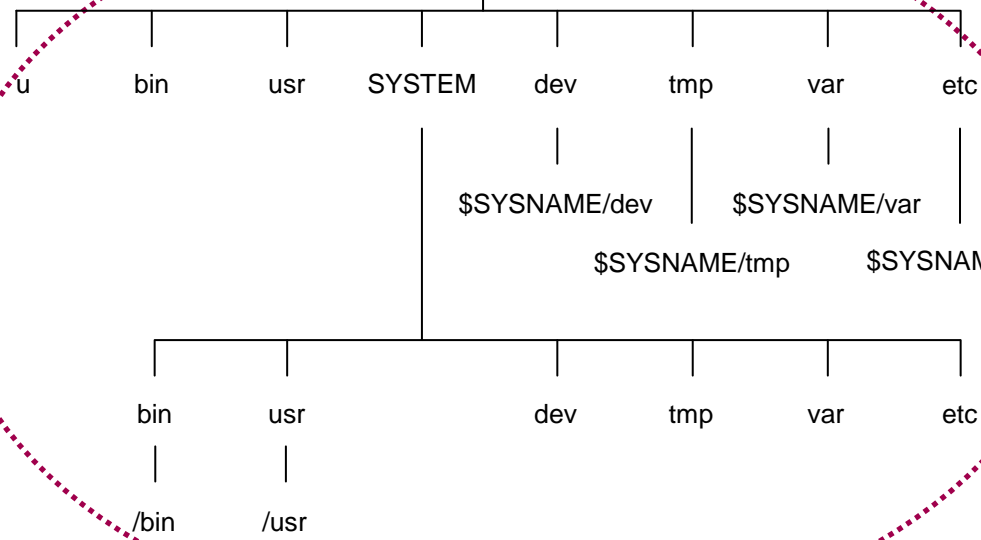 u bin usr SYSTEM dev tmp var etc
$SYSNAME/dev $SYSNAME/var
$SYSNAME/tmp
bin usr dev tmp var etc
/bin /usr